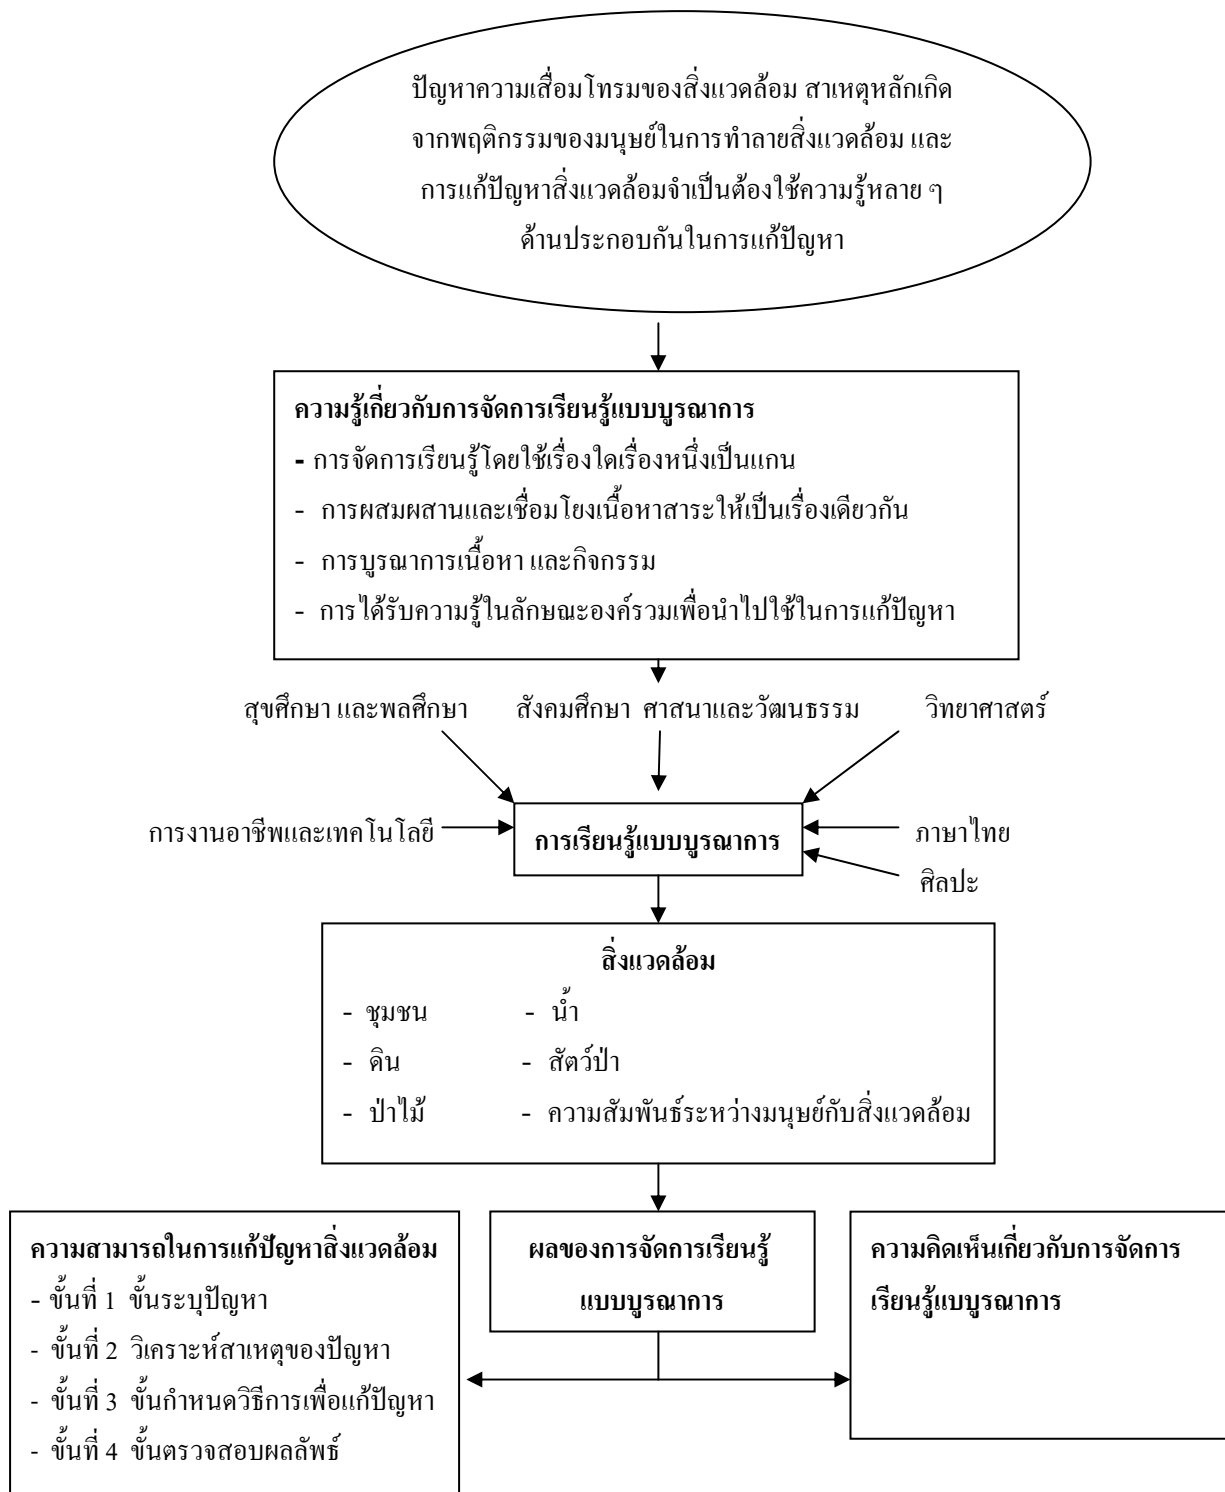 ปัญหาความเสื่อมโทรมของสิ่งแวดล้อม สาเหตุหลักเกิด
จากพฤติกรรมของมนุษย์ในการทำลายสิ่งแวดล้อม และ
การแก้ปัญหาสิ่งแวดล้อมจำเป็นต้องใช้ความรู้หลาย ๆ
ด้านประกอบกันในการแก้ปัญหา
ความรู้เกี่ยวกับการจัดการเรียนรู้แบบบูรณาการ
- การจัดการเรียนรู้โดยใช้เรื่องใดเรื่องหนึ่งเป็นแกน
- การผสมผสานและเชื่อมโยงเนื้อหาสาระให้เป็นเรื่องเดียวกัน
- การบูรณาการเนื้อหา และกิจกรรม
- การได้รับความรู้ในลักษณะองค์รวมเพื่อนำไปใช้ในการแก้ปัญหา
สุขศึกษา และพลศึกษา สังคมศึกษา ศาสนาและวัฒนธรรม วิทยาศาสตร์
การงานอาชีพและเทคโนโลยี การเรียนรู้แบบบูรณาการ ภาษาไทย
ศิลปะ
สิ่งแวดล้อม
- ชุมชน - น้ำ
- ดิน - สัตว์ป่า
- ป่าไม้ - ความสัมพันธ์ระหว่างมนุษย์กับสิ่งแวดล้อม
ความสามารถในการแก้ปัญหาสิ่งแวดล้อม
- ขั้นที่ 1 ขั้นระบุปัญหา
- ขั้นที่ 2 วิเคราะห์สาเหตุของปัญหา
- ขั้นที่ 3 ขั้นกำหนดวิธีการเพื่อแก้ปัญหา
- ขั้นที่ 4 ขั้นตรวจสอบผลลัพธ์
ผลของการจัดการเรียนรู้
แบบบูรณาการ
ความคิดเห็นเกี่ยวกับการจัดการ
เรียนรู้แบบบูรณาการ